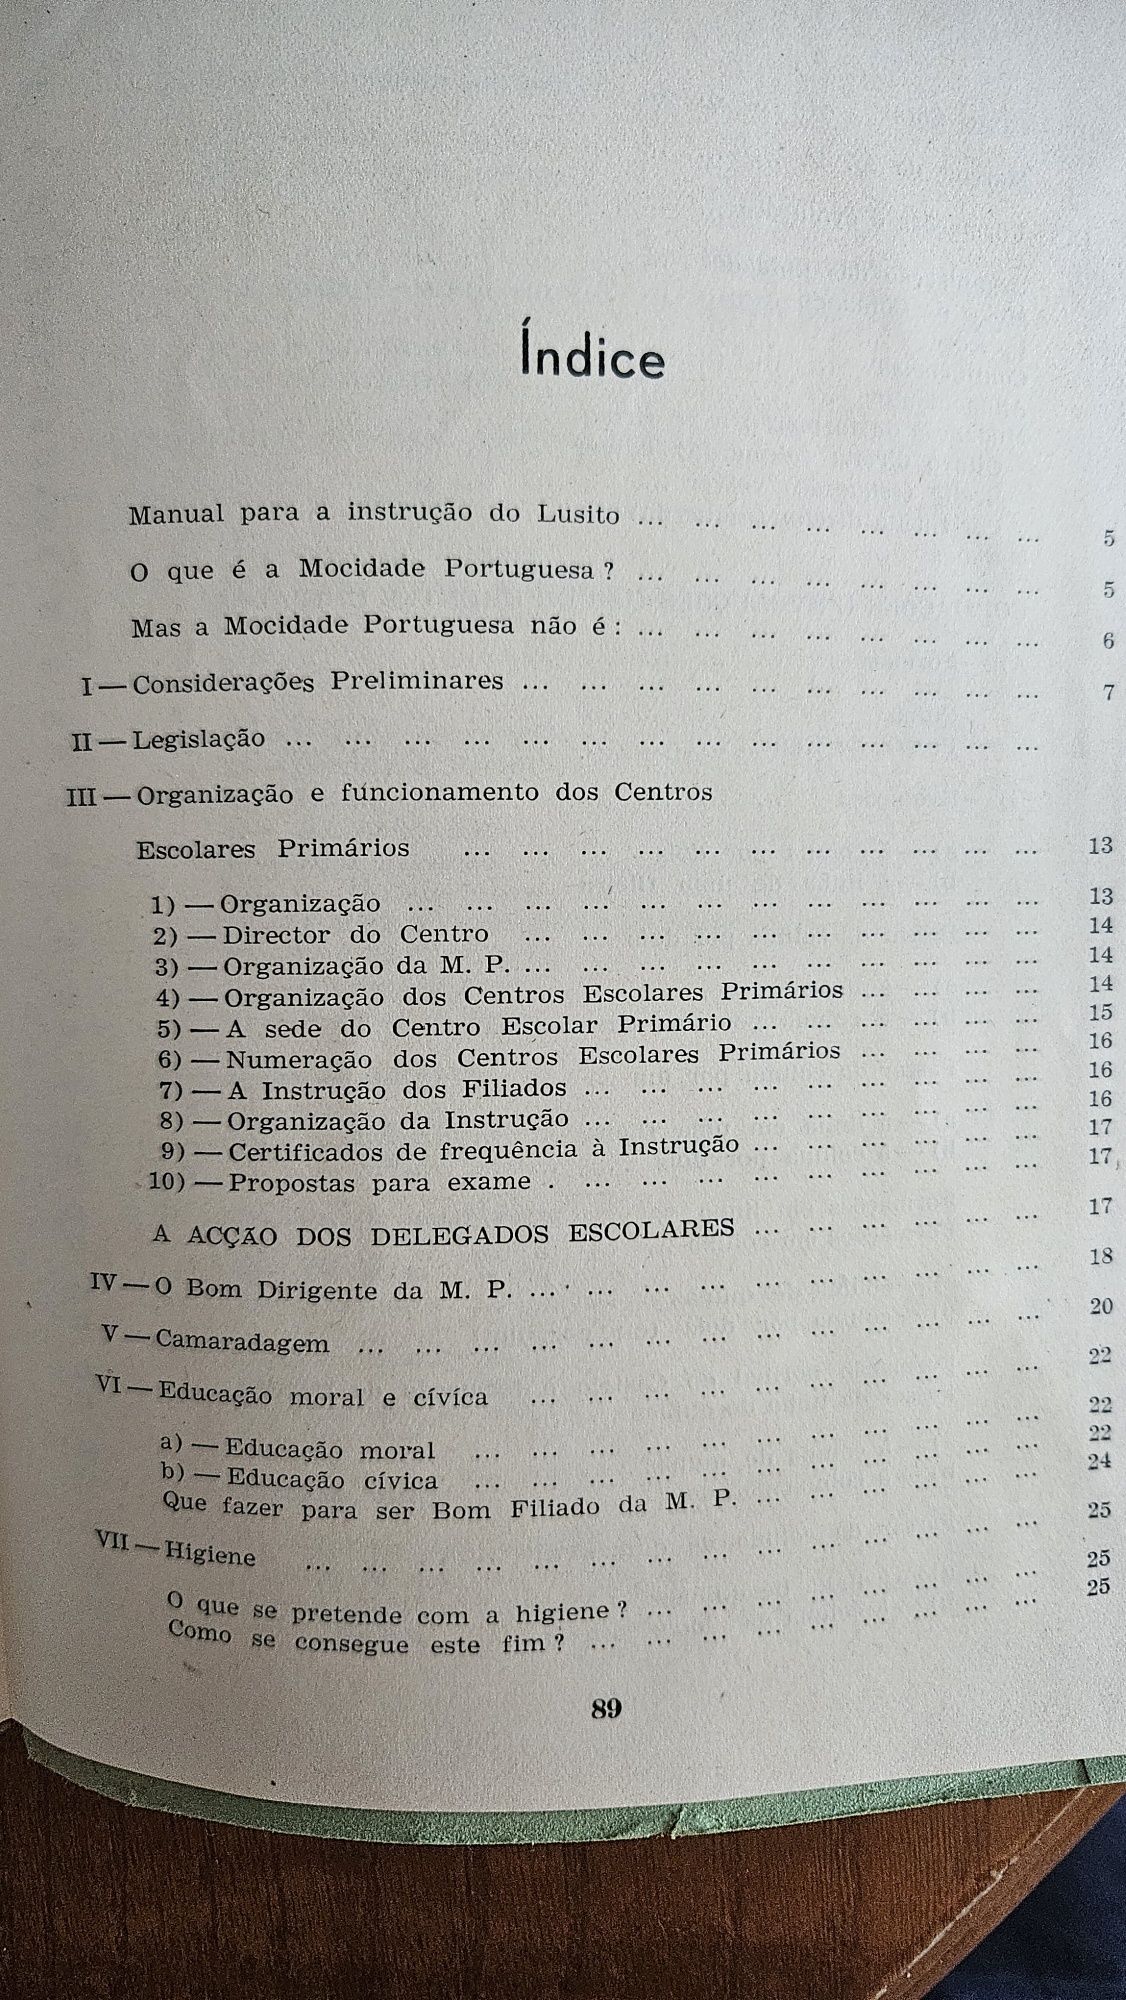 Índice
Manual para a instrução do Lusito ... ... ... ... ... ... ... ... 5
O que é a Mocidade Portuguesa ? ... ... ... ... ... ... ... ... 5
Mas a Mocidade Portuguesa não é : ... ... ... ... ... ... ... ... 6
I — Considerações Preliminares ... ... ... ... ... ... ... ... ... ... 7
II — Legislação ... ... ... ... ... ... ... ... ... ... ... ... ... ...
III — Organização e funcionamento dos Centros
Escolares Primários ... ... ... ... ... ... ... ... ... ... ... 13
1) — Organização ... ... ... ... ... ... ... ... ... ... ... ... 13
2) — Director do Centro ... ... ... ... ... ... ... ... ... ... 14
3) — Organização da M. P. ... ... ... ... ... ... ... ... ... ... 14
4) — Organização dos Centros Escolares Primários ... ... ... ... 14
5) — A sede do Centro Escolar Primário ... ... ... ... ... ... 15
6) — Numeração dos Centros Escolares Primários ... ... ... ... 16
7) — A Instrução dos Filiados ... ... ... ... ... ... ... ... ... 16
8) — Organização da Instrução ... ... ... ... ... ... ... ... ... 16
9) — Certificados de frequência à Instrução ... ... ... ... ... ... 17
10) — Propostas para exame . ... ... ... ... ... ... ... ... ... 17
A ACÇÃO DOS DELEGADOS ESCOLARES ... ... ... ... ... ... 17
IV — O Bom Dirigente da M. P. ... ... ... ... ... ... ... ... ... ... 18
V — Camaradagem ... ... ... ... ... ... ... ... ... ... ... ... ... 20
VI — Educação moral e cívíca ... ... ... ... ... ... ... ... ... ... 22
a) — Educação moral ... ... ... ... ... ... ... ... ... ... ... 22
b) — Educação cívica ... ... ... ... ... ... ... ... ... ... ... 22
Que fazer para ser Bom Filiado da M. P. ... ... ... ... ... ... 24
VII — Higiene ... ... ... ... ... ... ... ... ... ... ... ... ... ... 25
O que se pretende com a higiene ? ... ... ... ... ... ... ... ... 25
Como se consegue este fim ? ... ... ... ... ... ... ... ... ... 25
89